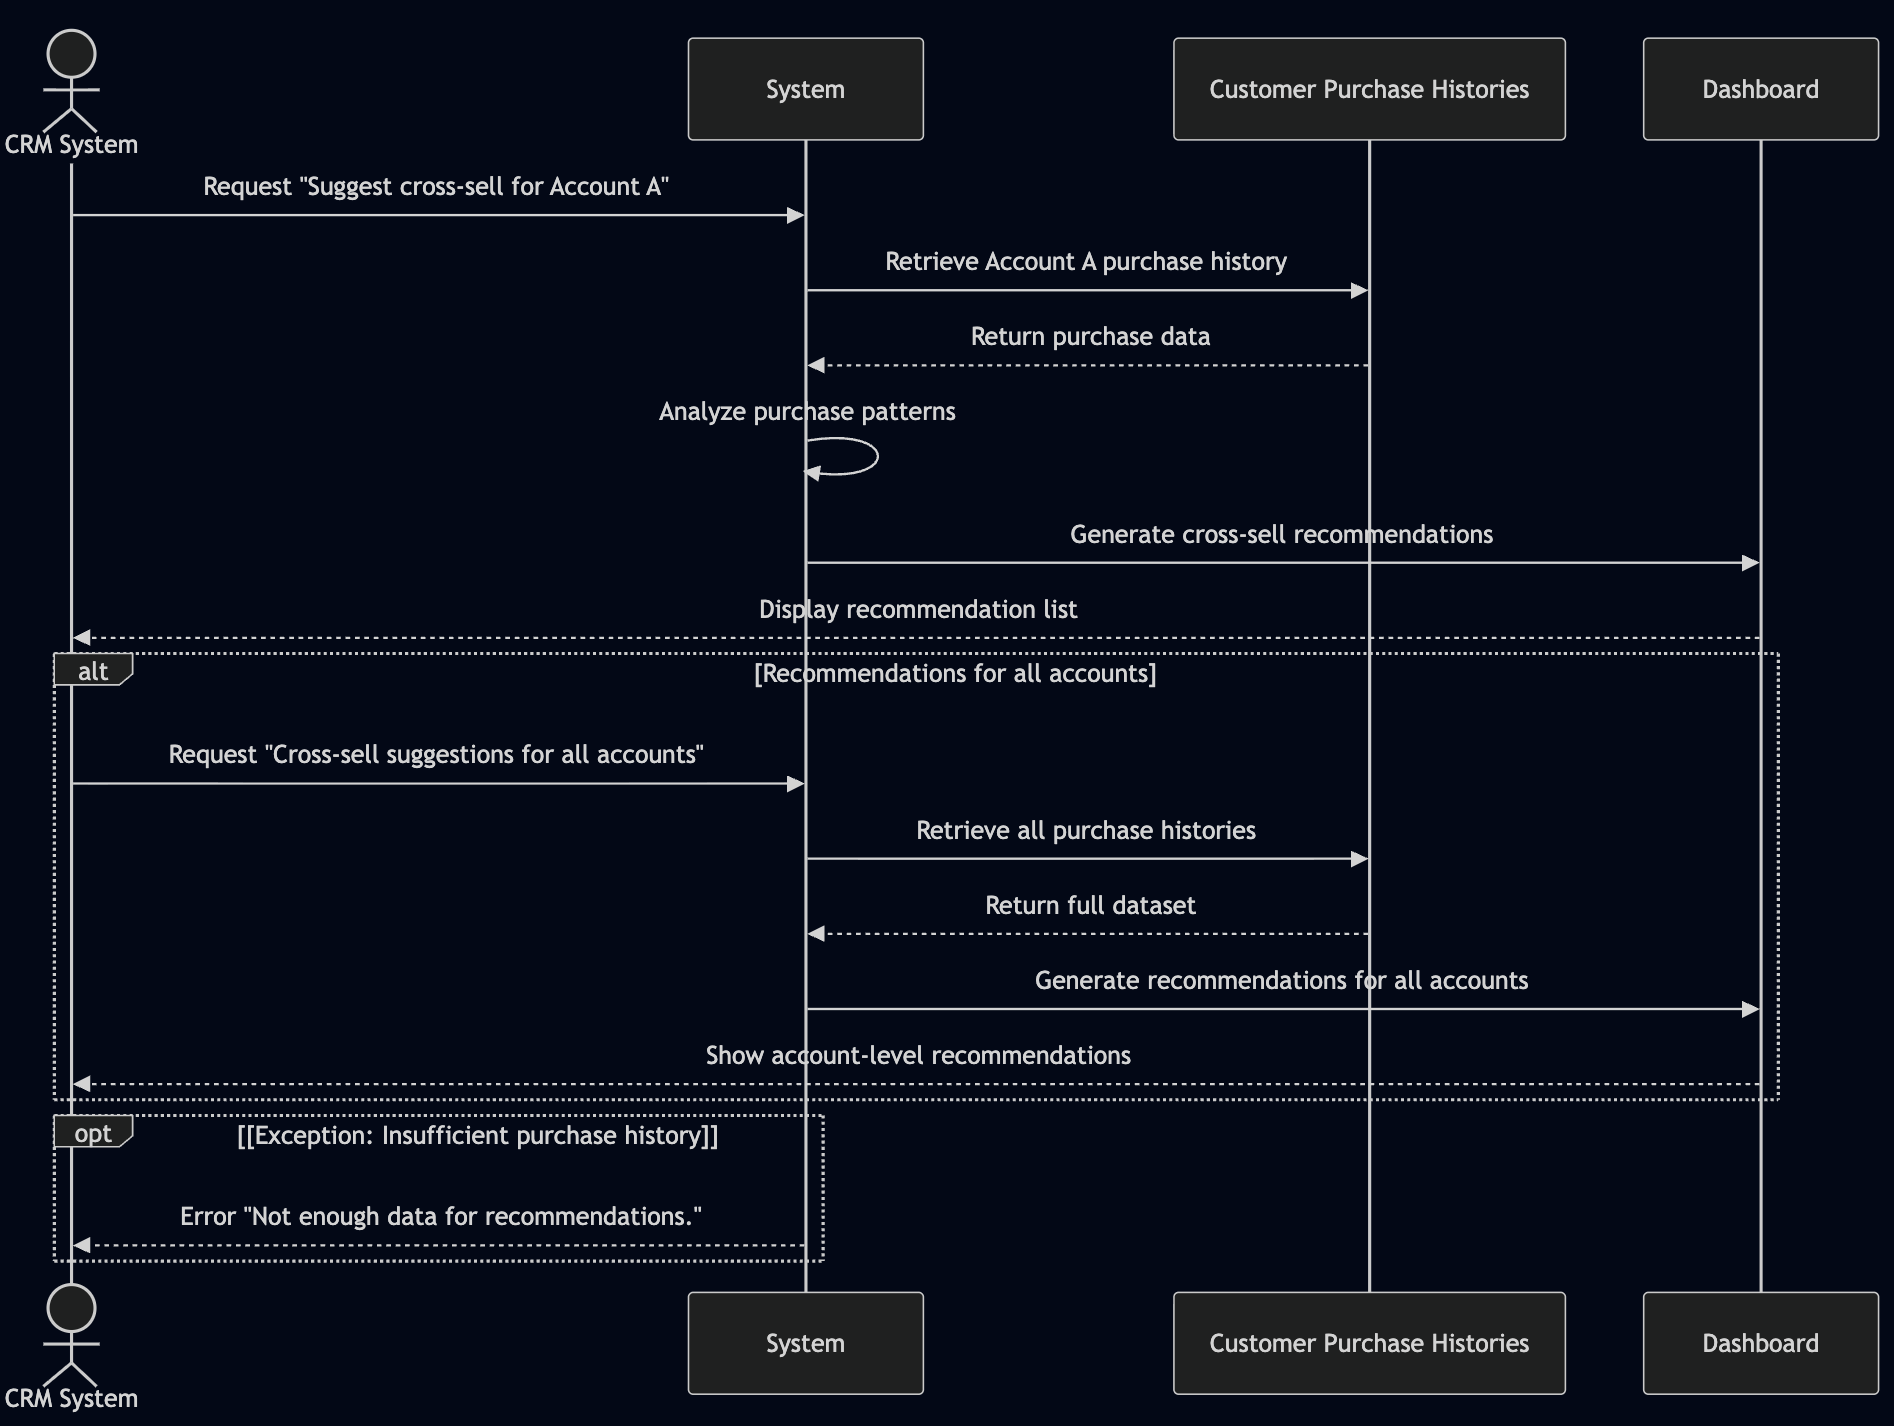 CRM System
System
Customer Purchase Histories
Dashboard
Request "Suggest cross-sell for Account A"
Retrieve Account A purchase history
Return purchase data
Analyze purchase patterns
Generate cross-sell recommendations
Display recommendation list
alt
[Recommendations for all accounts]
Request "Cross-sell suggestions for all accounts"
Retrieve all purchase histories
Return full dataset
Generate recommendations for all accounts
Show account-level recommendations
opt
[[Exception: Insufficient purchase history]]
Error "Not enough data for recommendations."
CRM System
System
Customer Purchase Histories
Dashboard